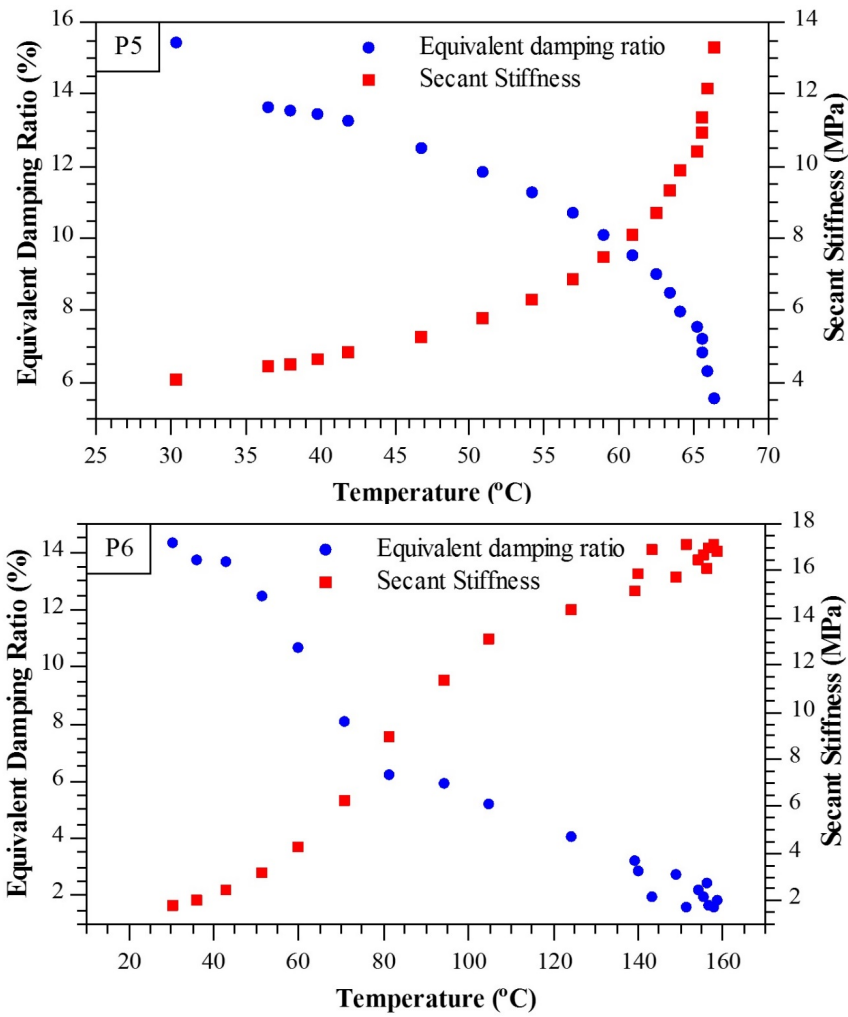 P5
Equivalent damping ratio
Secant Stiffness
Equivalent Damping Ratio (%)
16
14
12
10
8
6
Secant Stiffness (MPa)
14
12
10
8
6
4
25 30 35 40 45 50 55 60 65 70
Temperature (ºC)
P6
Equivalent damping ratio
Secant Stiffness
Equivalent Damping Ratio (%)
14
12
10
8
6
4
2
Secant Stiffness (MPa)
18
16
14
12
10
8
6
4
2
20 40 60 80 100 120 140 160
Temperature (ºC)